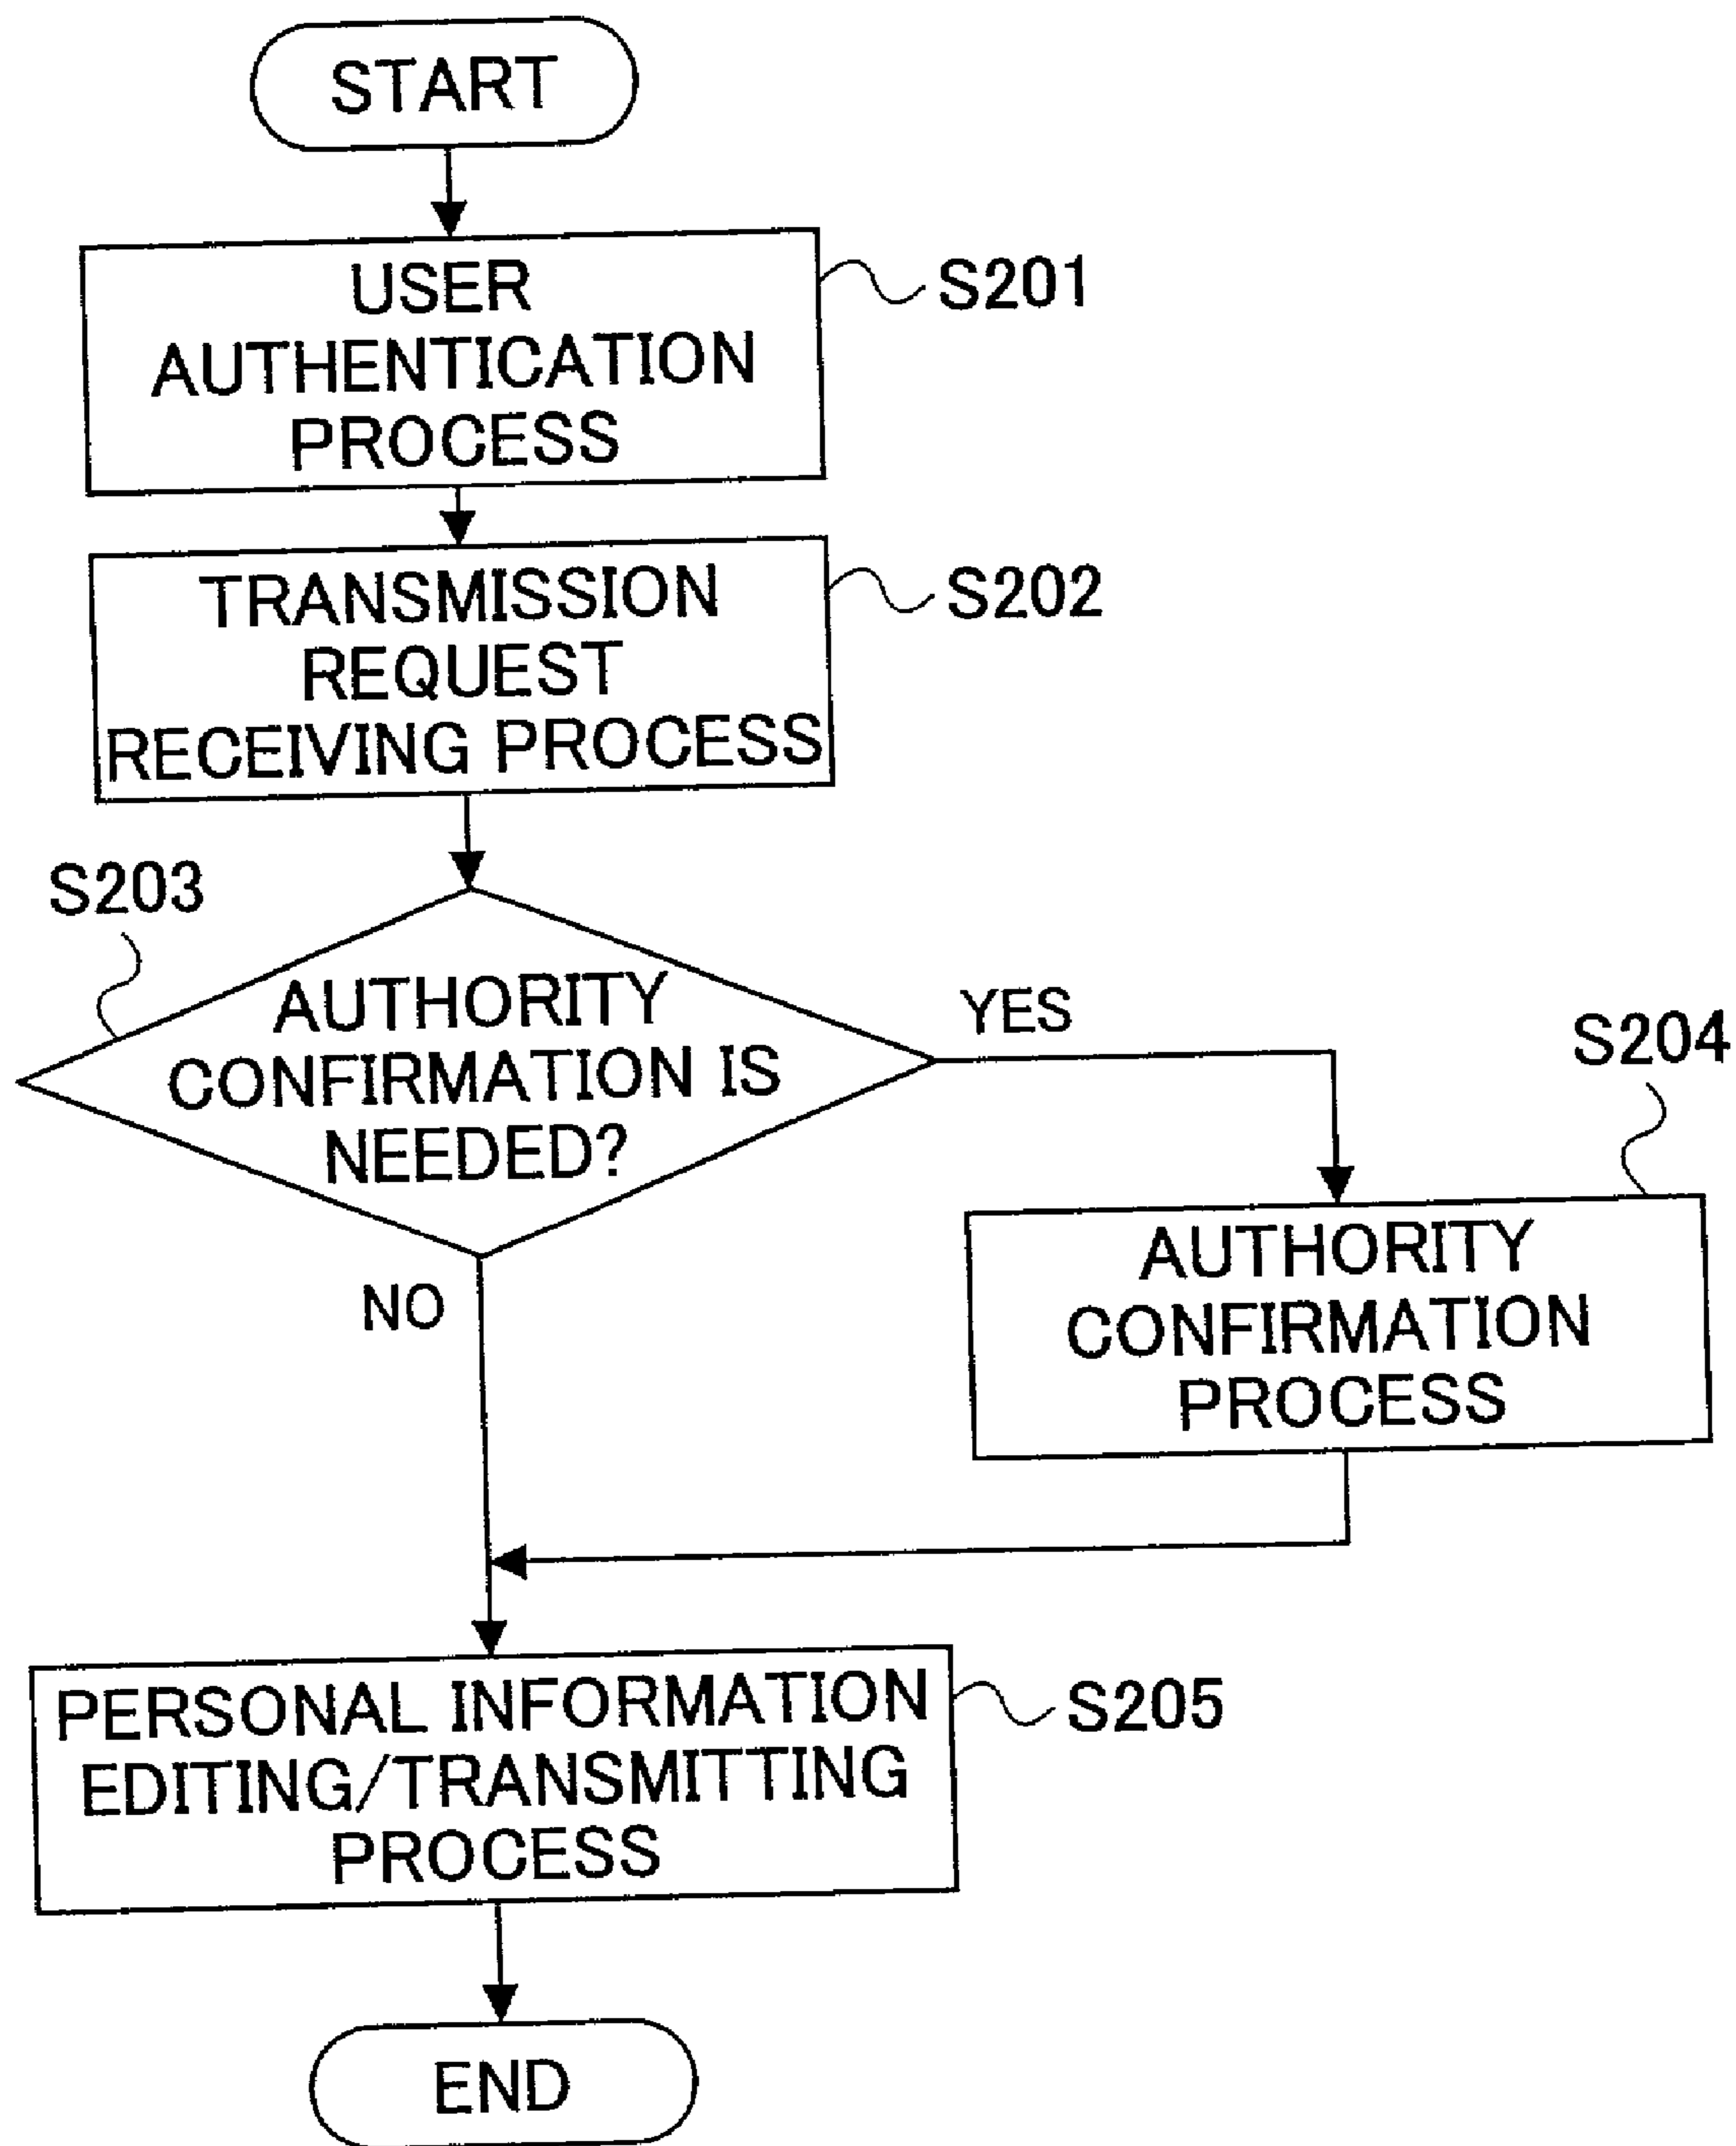 START
USER
AUTHENTICATION
PROCESS
S201
TRANSMISSION
REQUEST
RECEIVING PROCESS
S202
S203
AUTHORITY
CONFIRMATION IS
NEEDED?
YES
NO
S204
AUTHORITY
CONFIRMATION
PROCESS
PERSONAL INFORMATION
EDITING/TRANSMITTING
PROCESS
S205
END